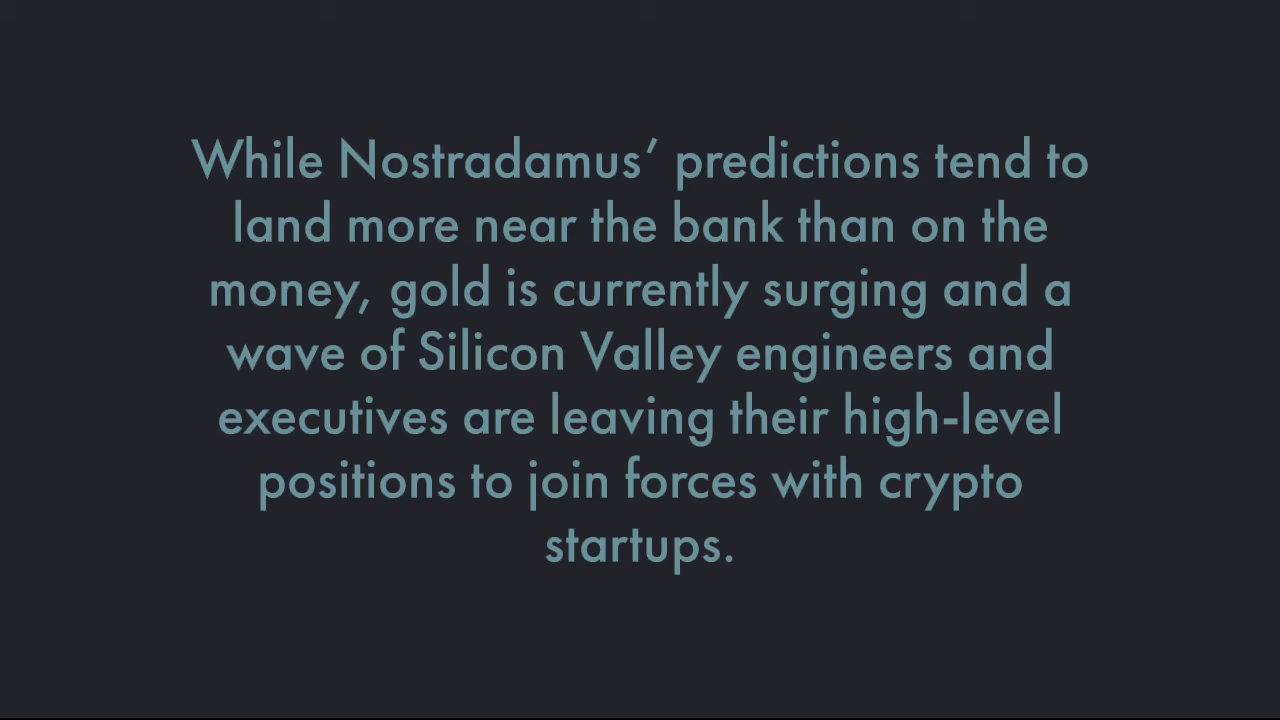 While Nostradamus’ predictions tend to
land more near the bank than on the
money, gold is currently surging and a
wave of Silicon Valley engineers and
executives are leaving their high-level
positions to join forces with crypto
startups.